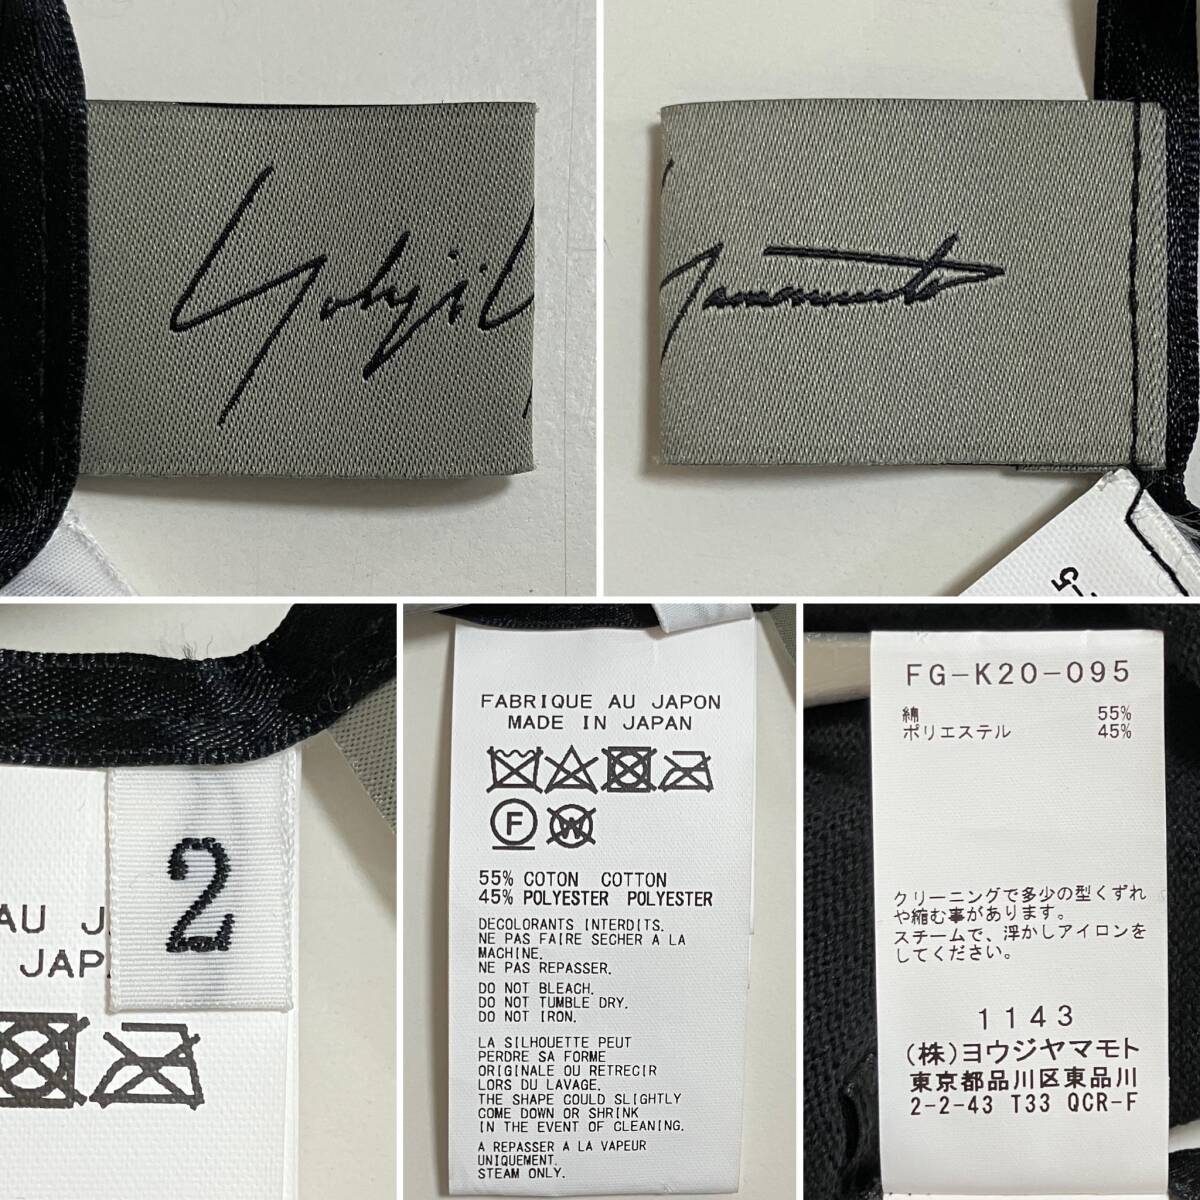 Yohji Y
Yamamoto
-5
AU J
JAP
2
FABRIQUE AU JAPON
MADE IN JAPAN
F
W
55% COTON COTTON
45% POLYESTER POLYESTER
DECOLORANTS INTERDITS.
NE PAS FAIRE SECHER A LA
MACHINE.
NE PAS REPASSER.
DO NOT BLEACH.
DO NOT TUMBLE DRY.
DO NOT IRON.
LA SILHOUETTE PEUT
PERDRE SA FORME
ORIGINALE OU RETRECIR
LORS DU LAVAGE.
THE SHAPE COULD SLIGHTLY
COME DOWN OR SHRINK
IN THE EVENT OF CLEANING.
A REPASSER A LA VAPEUR
UNIQUEMENT.
STEAM ONLY.
FG-K20-095
綿 55%
ポリエステル 45%
クリーニングで多少の型くずれ
や縮む事があります。
スチームで、浮かしアイロンを
してください。
1143
(株)ヨウジヤマモト
東京都品川区東品川
2-2-43 T33 QCR-F